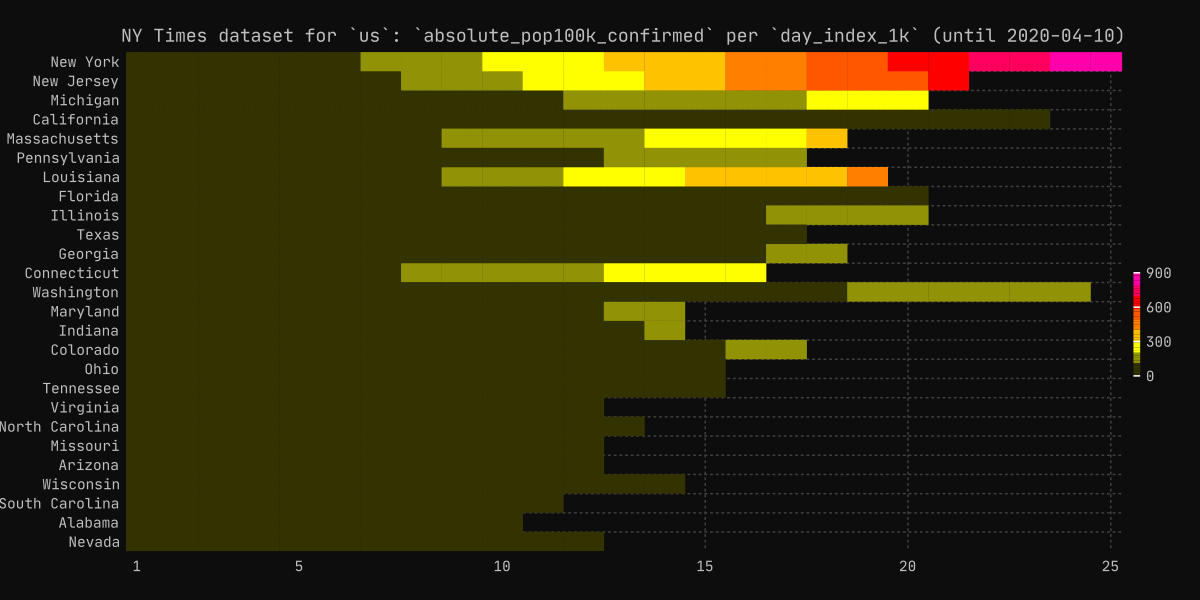 NY Times dataset for `us`: `absolute_pop100k_confirmed` per `day_index_1k` (until 2020-04-10)
New York
New Jersey
Michigan
California
Massachusetts
Pennsylvania
Louisiana
Florida
Illinois
Texas
Georgia
Connecticut
Washington
Maryland
Indiana
Colorado
Ohio
Tennessee
Virginia
North Carolina
Missouri
Arizona
Wisconsin
South Carolina
Alabama
Nevada
1 5 10 15 20 25
900
600
300
0